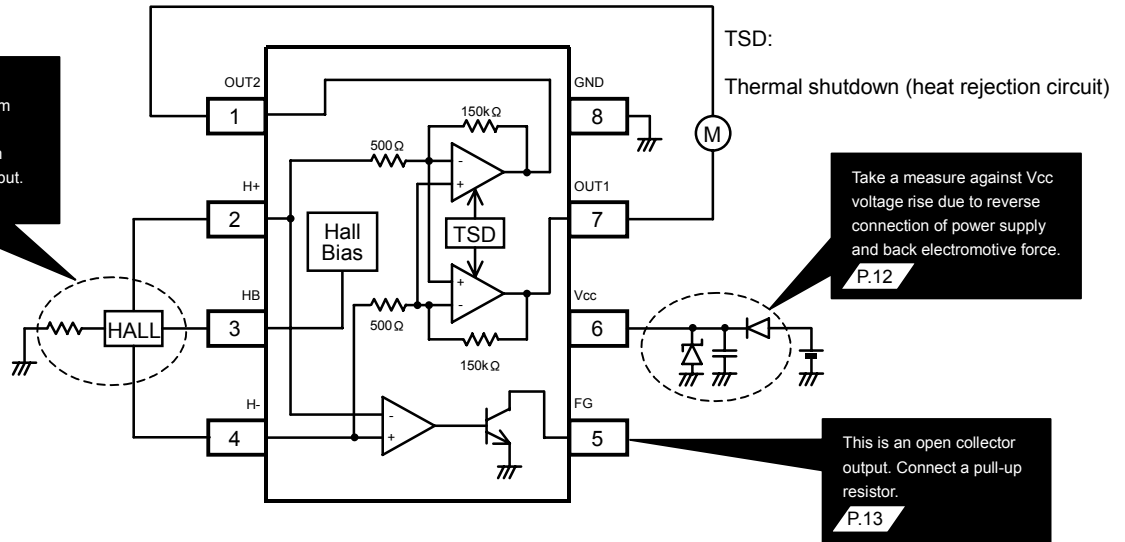 TSD:
Thermal shutdown (heat rejection circuit)
OUT2
1
GND
8
150kΩ
500Ω
-
+
M
H+
2
Hall
Bias
TSD
OUT1
7
Take a measure against Vcc
voltage rise due to reverse
connection of power supply
and back electromotive force.
P.12
HALL
HB
3
500Ω
+
-
150kΩ
Vcc
6
H-
4
-
+
FG
5
This is an open collector
output. Connect a pull-up
resistor.
P.13